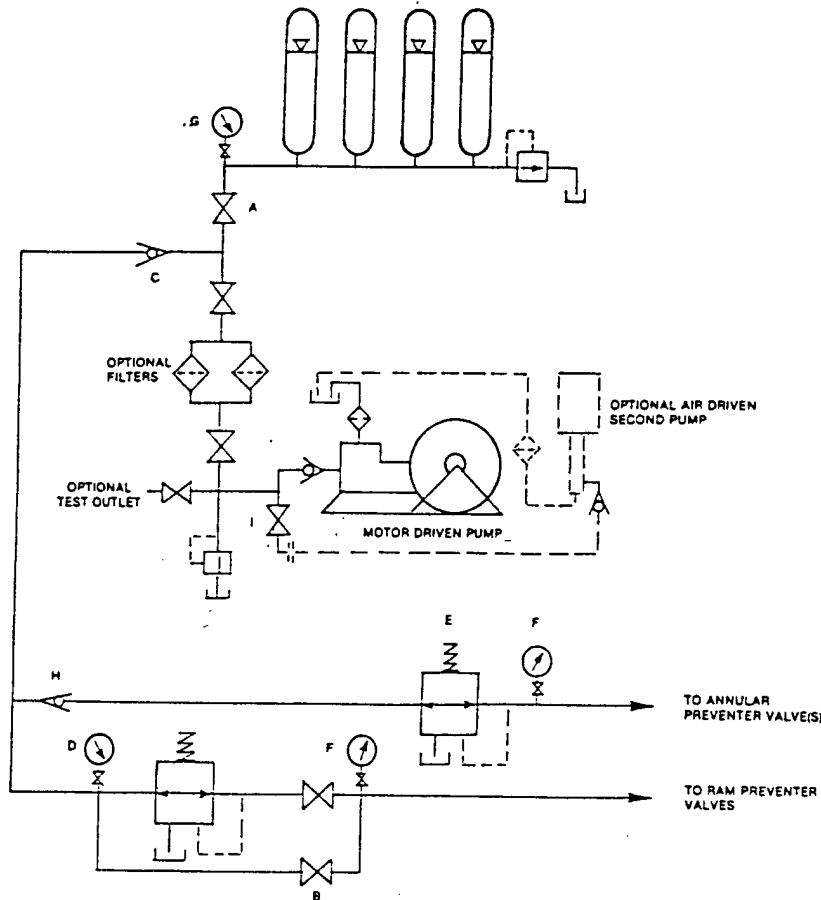 G
A
C
OPTIONAL
FILTERS
OPTIONAL AIR DRIVEN
SECOND PUMP
OPTIONAL
TEST OUTLET
I
MOTOR DRIVEN PUMP
E
F
H
TO ANNULAR
PREVENTER VALVE(S)
D
F
TO RAM PREVENTER
VALVES
B